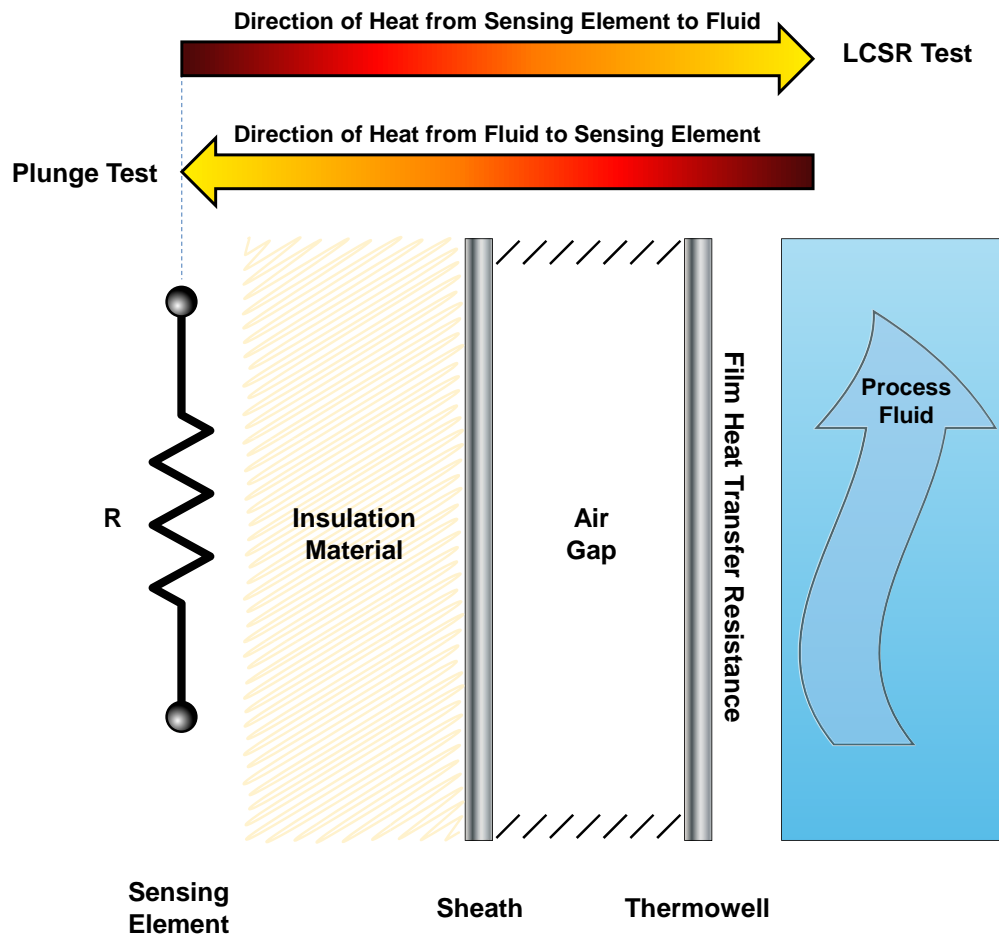 Direction of Heat from Sensing Element to Fluid
LCSR Test
Direction of Heat from Fluid to Sensing Element
Plunge Test
R
Insulation
Material
Air
Gap
Film Heat Transfer Resistance
Process
Fluid
Sensing
Element
Sheath
Thermowell